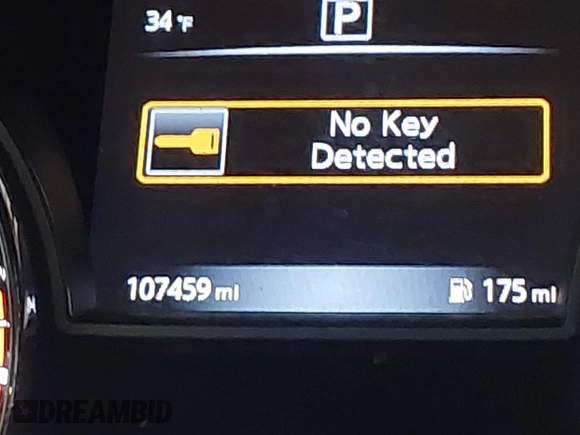 34 °F
P
No Key
Detected
107459 mi
175 mi
DREAMBID